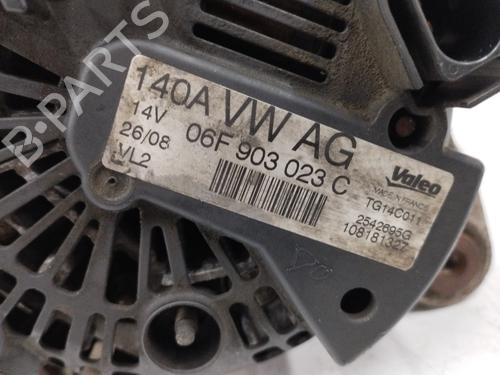 140A VW AG
14V 06F 903 023 C
26/08
VL2
Valeo
MADE IN FRANCE
TG14C011
2542695G
108181327
B-Parts